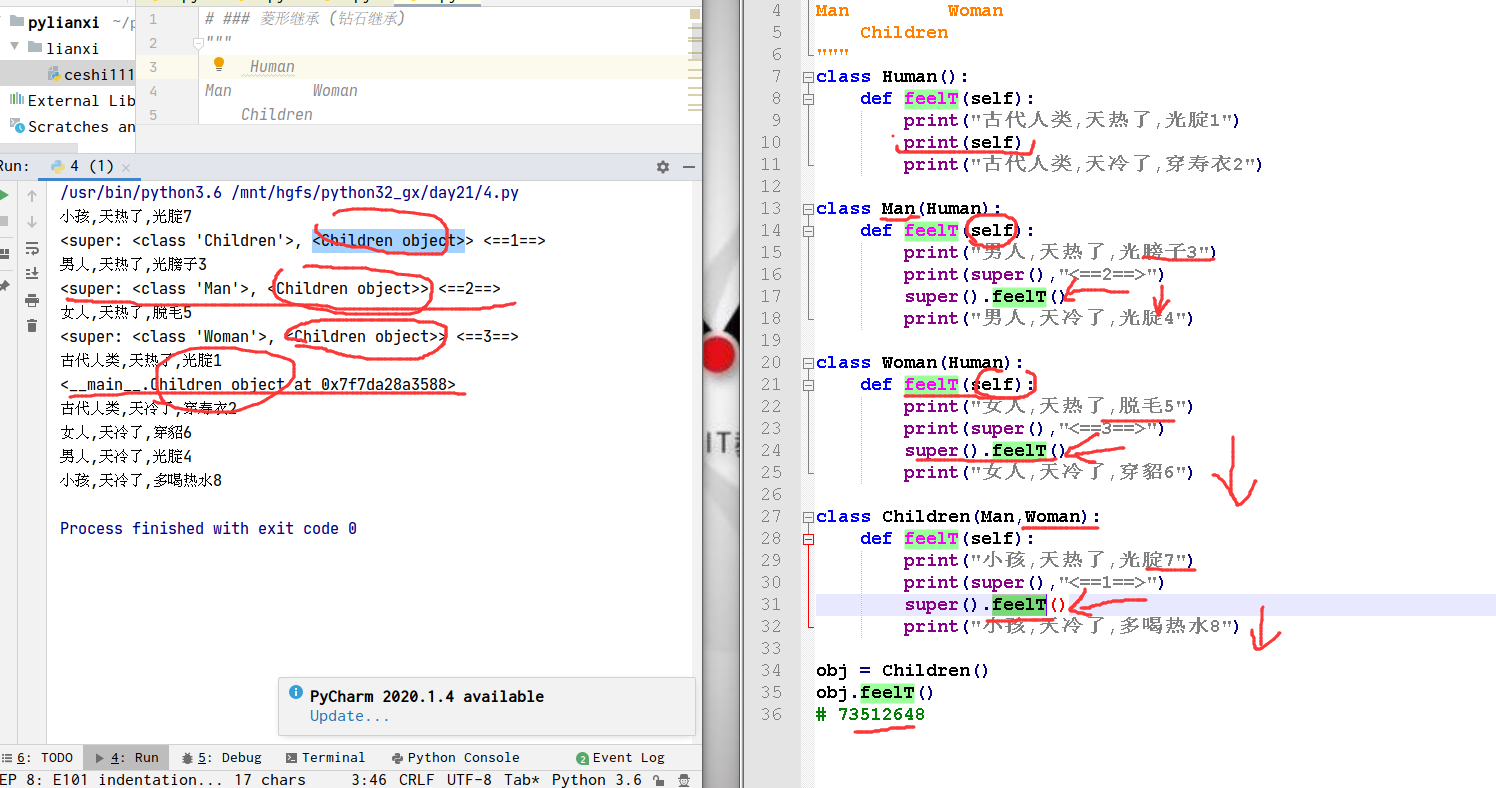 pylianxi ~/p
lianxi
ceshi111
External Lib
Scratches an
1 # ### 菱形继承 (钻石继承)
2 """
3 Human
4 Man Woman
5 Children
Run: 4 (1) ×
/usr/bin/python3.6 /mnt/hgfs/python32_gx/day21/4.py
小孩,天热了,光腚7
<super: <class 'Children'>, <Children object>> <==1==>
男人,天热了,光膀子3
<super: <class 'Man'>, <Children object>> <==2==>
女人,天热了,脱毛5
<super: <class 'Woman'>, <Children object>> <==3==>
古代人类,天热了,光腚1
<__main__.Children object at 0x7f7da28a3588>
古代人类,天冷了,穿寿衣2
女人,天冷了,穿貂6
男人,天冷了,光腚4
小孩,天冷了,多喝热水8
Process finished with exit code 0
PyCharm 2020.1.4 available
Update...
6: TODO 4: Run 5: Debug Terminal Python Console 2 Event Log
EP 8: E101 indentation... 17 chars 3:46 CRLF UTF-8 Tab* Python 3.6
IT
4 Man Woman
5 Children
6 """
7 class Human():
8 def feelT(self):
9 print("古代人类,天热了,光腚1")
10 print(self)
11 print("古代人类,天冷了,穿寿衣2")
12
13 class Man(Human):
14 def feelT(self):
15 print("男人,天热了,光膀子3")
16 print(super(),"<==2==>")
17 super().feelT()
18 print("男人,天冷了,光腚4")
19
20 class Woman(Human):
21 def feelT(self):
22 print("女人,天热了,脱毛5")
23 print(super(),"<==3==>")
24 super().feelT()
25 print("女人,天冷了,穿貂6")
26
27 class Children(Man,Woman):
28 def feelT(self):
29 print("小孩,天热了,光腚7")
30 print(super(),"<==1==>")
31 super().feelT()
32 print("小孩,天冷了,多喝热水8")
33
34 obj = Children()
35 obj.feelT()
36 # 73512648